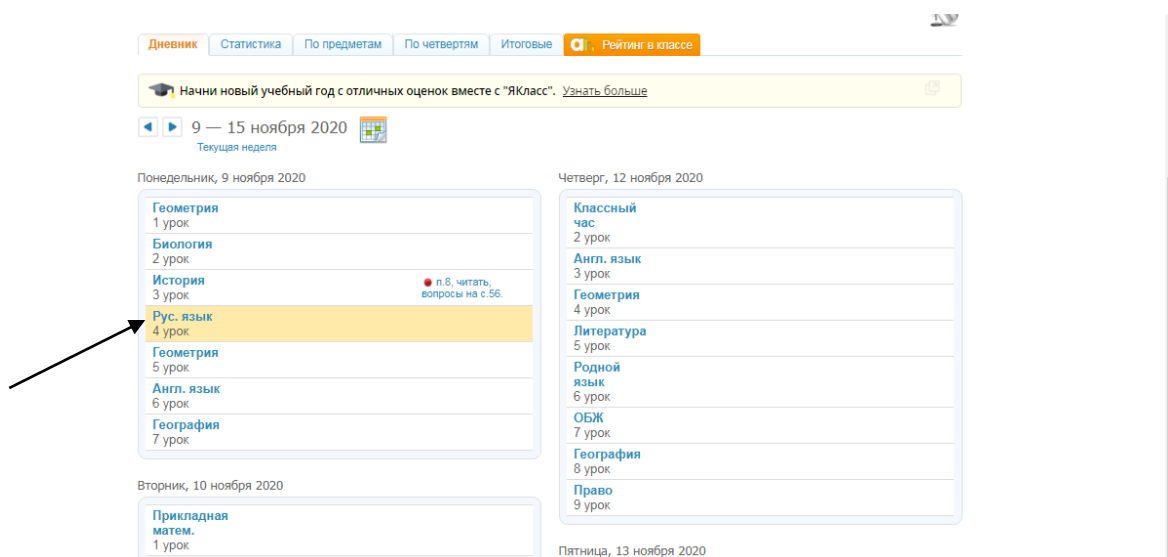 Дневник
Статистика
По предметам
По четвертям
Итоговые
Рейтинг в классе
Начни новый учебный год с отличных оценок вместе с "ЯКласс". Узнать больше
9 — 15 ноября 2020
Текущая неделя
Понедельник, 9 ноября 2020
Геометрия
1 урок
Биология
2 урок
История
3 урок
п.8, читать,
вопросы на с.56.
Рус. язык
4 урок
Геометрия
5 урок
Англ. язык
6 урок
География
7 урок
Вторник, 10 ноября 2020
Прикладная
матем.
1 урок
Четверг, 12 ноября 2020
Классный
час
2 урок
Англ. язык
3 урок
Геометрия
4 урок
Литература
5 урок
Родной
язык
6 урок
ОБЖ
7 урок
География
8 урок
Право
9 урок
Пятница, 13 ноября 2020